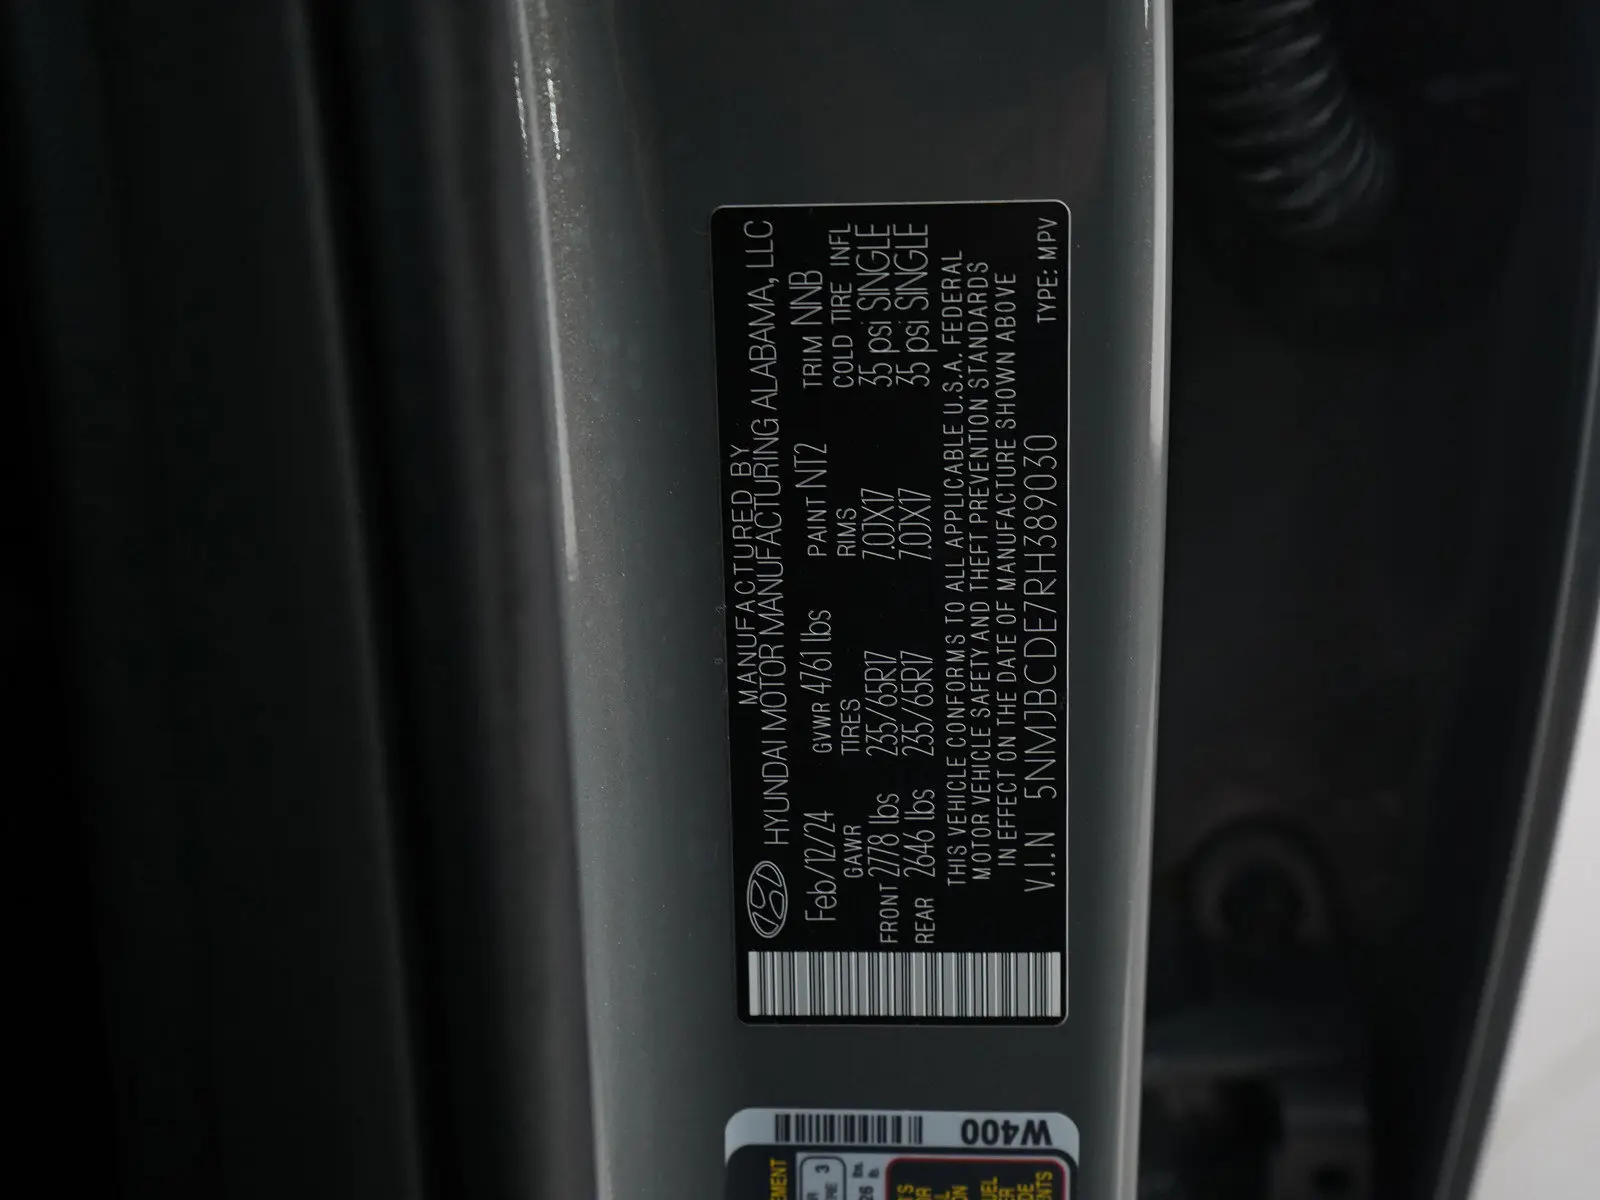 MANUFACTURED BY
HYUNDAI MOTOR MANUFACTURING ALABAMA, LLC
Feb/12/24 GVWR 4761 lbs PAINT NT2 TRIM NNB
GAWR TIRES RIMS COLD TIRE INFL
FRONT 2778 lbs 235/65R17 7.0JX17 35 psi SINGLE
REAR 2646 lbs 235/65R17 7.0JX17 35 psi SINGLE
THIS VEHICLE CONFORMS TO ALL APPLICABLE U.S.A. FEDERAL
MOTOR VEHICLE SAFETY AND THEFT PREVENTION STANDARDS
IN EFFECT ON THE DATE OF MANUFACTURE SHOWN ABOVE
V.I.N 5NMJBCDE7RH389030 TYPE: MPV
W400